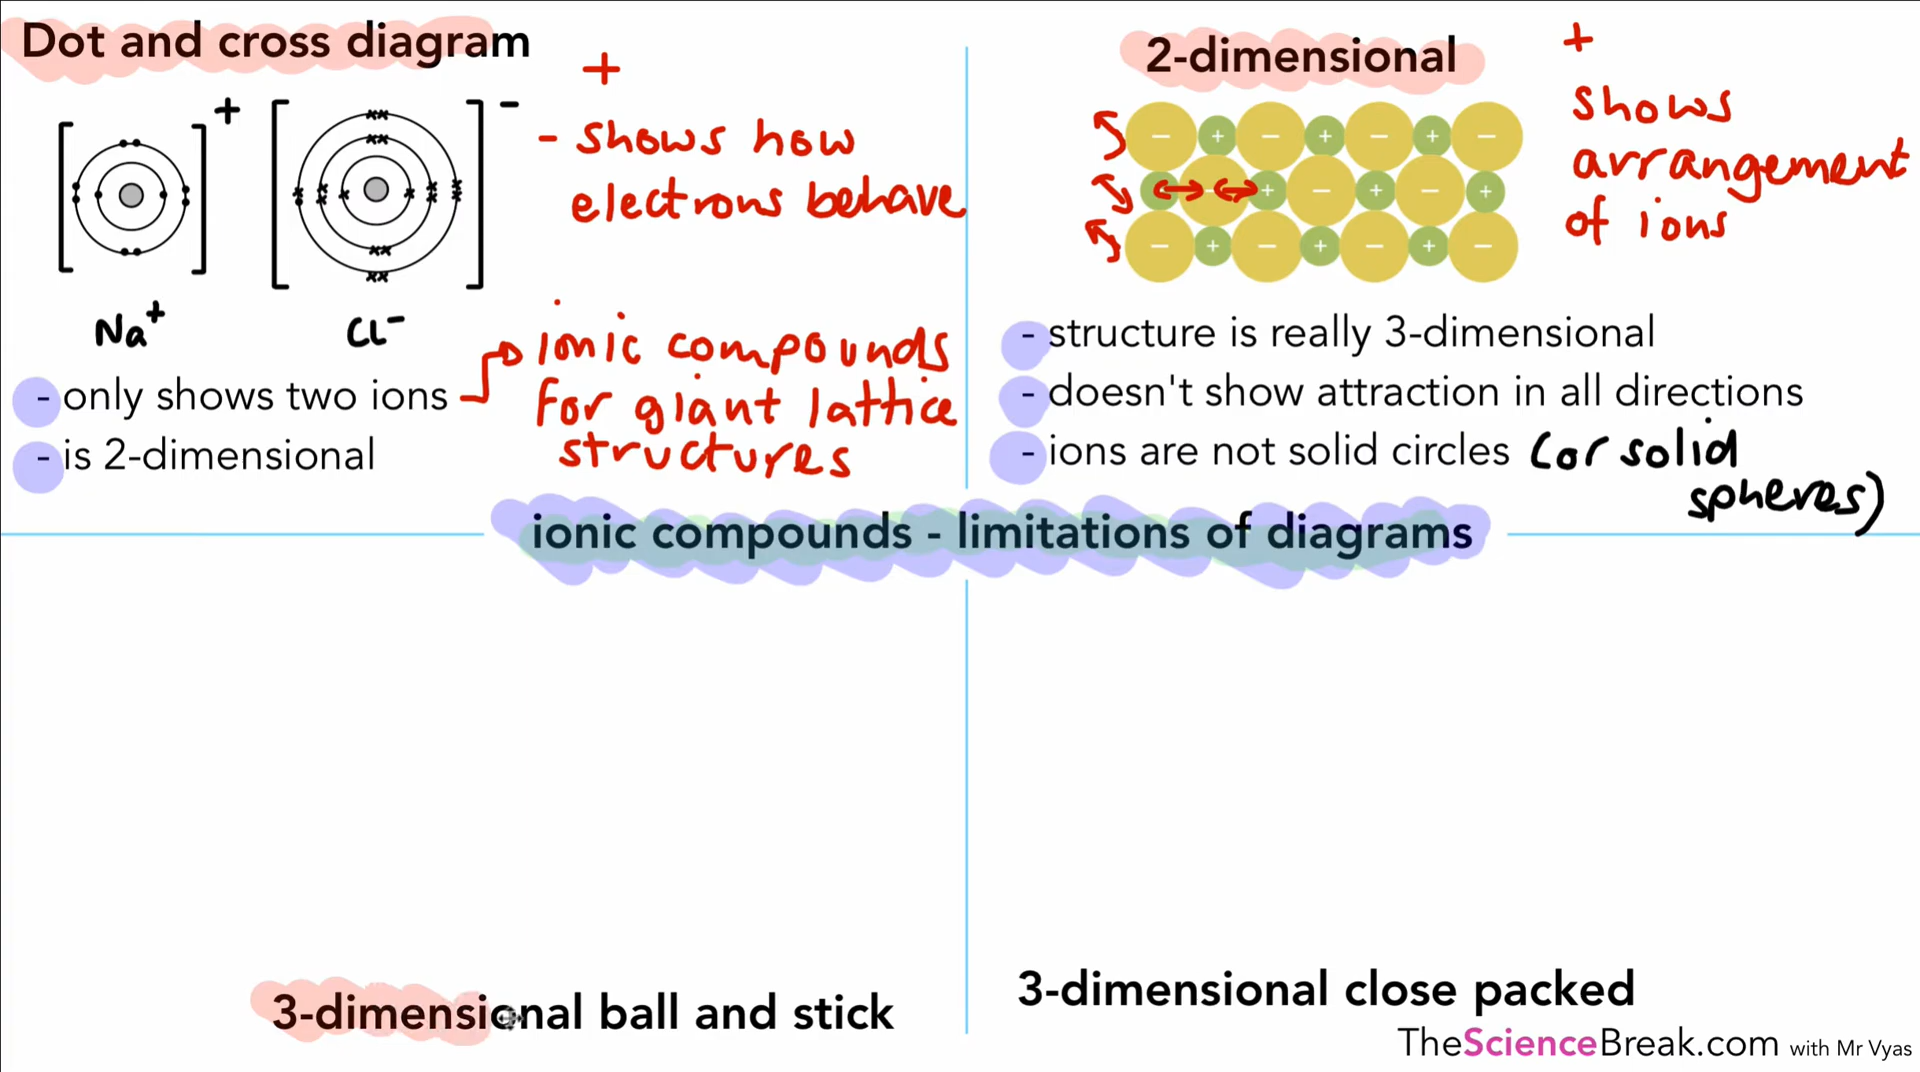 Dot and cross diagram
+
[ ]+ [ ]-
- shows how
electrons behave
Na+ Cl-
- only shows two ions
ionic compounds
for giant lattice
structures
- is 2-dimensional
2-dimensional
+
shows
arrangement
of ions
− + − + − + −
+ − + − + − +
− + − + − + −
- structure is really 3-dimensional
- doesn't show attraction in all directions
- ions are not solid circles (or solid
spheres)
ionic compounds - limitations of diagrams
3-dimensional ball and stick
3-dimensional close packed
TheScienceBreak.com with Mr Vyas